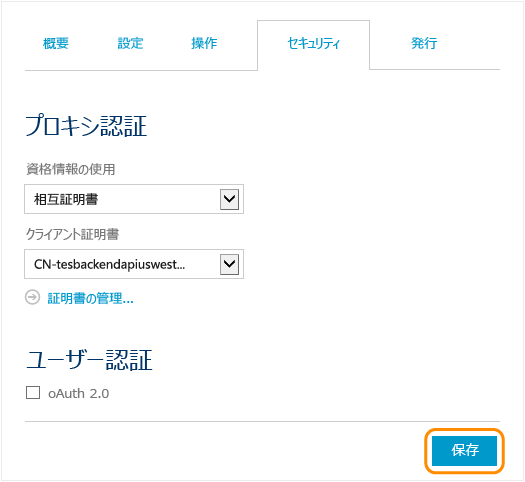 概要 設定 操作 セキュリティ 発行
プロキシ認証
資格情報の使用
相互証明書
クライアント証明書
CN-tesbackendapiuswest...
証明書の管理...
ユーザー認証
oAuth 2.0
保存